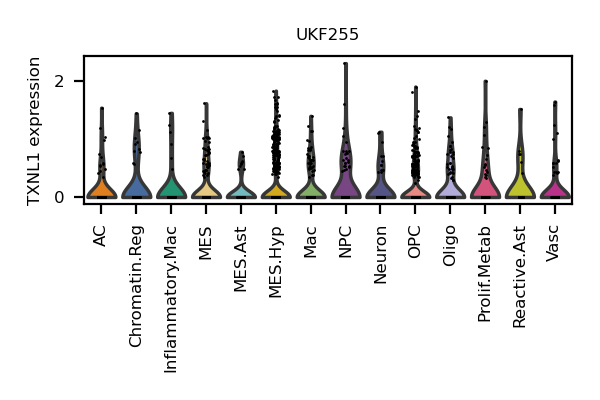 UKF255
TXNL1 expression
2
0
AC
Chromatin.Reg
Inflammatory.Mac
MES
MES.Ast
MES.Hyp
Mac
NPC
Neuron
OPC
Oligo
Prolif.Metab
Reactive.Ast
Vasc